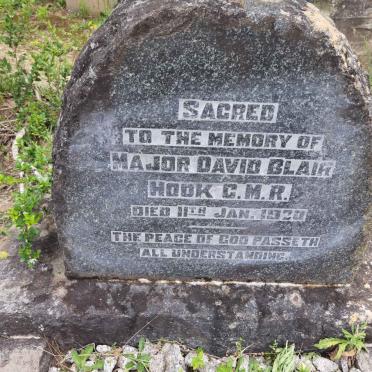 SACRED
TO THE MEMORY OF
MAJOR DAVID BLAIR
HOOK C.M.R.
DIED 11TH JAN. 1920
THE PEACE OF GOD PASSETH
ALL UNDERSTANDING.